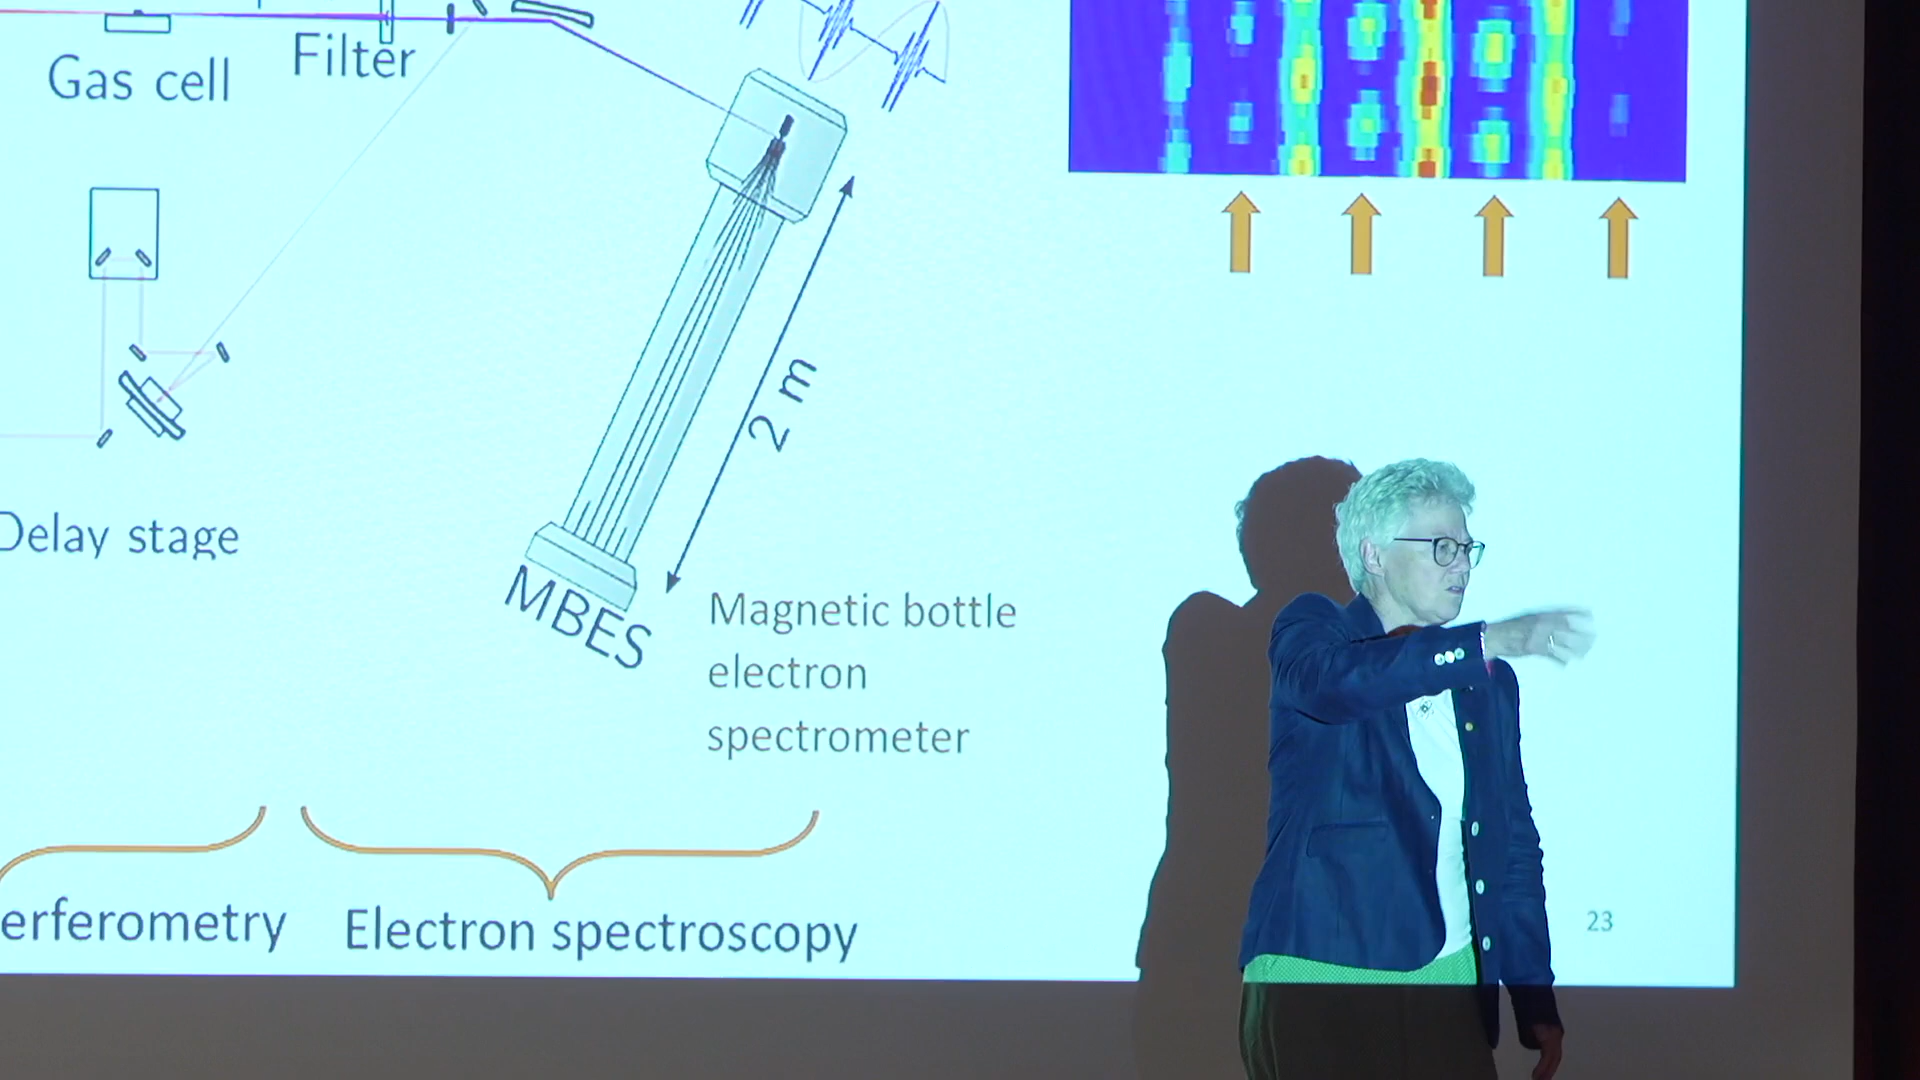 Gas cell
Filter
2 m
Delay stage
MBES
Magnetic bottle
electron
spectrometer
erferometry
Electron spectroscopy
23